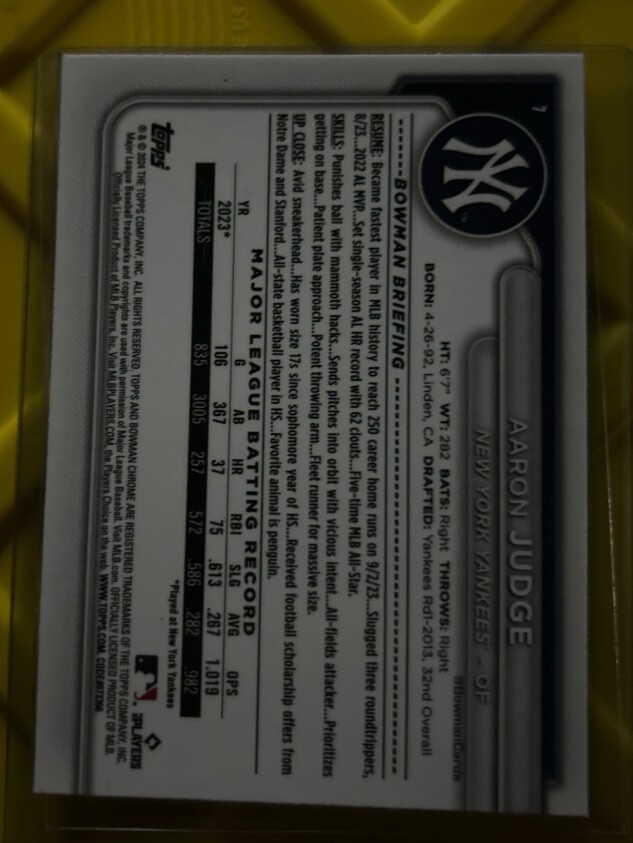 7
AARON JUDGE
NEW YORK YANKEES® - OF
@BowmanCards
HT: 6'7" WT: 282 BATS: Right THROWS: Right
BORN: 4-26-92, Linden, CA DRAFTED: Yankees Rd1-2013, 32nd Overall
NY
BOWMAN BRIEFING
RESUME: Became fastest player in MLB history to reach 250 career home runs on 9/2/23...Slugged three roundtrippers,
8/23...2022 AL MVP...Set single-season AL HR record with 62 clouts...Five-time MLB All-Star.
SKILLS: Punishes ball with mammoth hacks...Sends pitches into orbit with vicious intent...All-fields attacker...Prioritizes
getting on base...Patient plate approach...Potent throwing arm...Fleet runner for massive size.
UP CLOSE: Avid sneakerhead...Has worn size 17s since sophomore year of HS...Received football scholarship offers from
Notre Dame and Stanford...All-state basketball player in HS...Favorite animal is penguin.
MAJOR LEAGUE BATTING RECORD
YR G AB HR RBI SLG AVG OPS
2023* 106 367 37 75 .613 .267 1.019
TOTALS 835 3005 257 572 .586 .282 .982
*Played at New York Yankees
topps
PLAYERS
® & © 2024 THE TOPPS COMPANY, INC. ALL RIGHTS RESERVED. TOPPS AND BOWMAN CHROME ARE REGISTERED TRADEMARKS OF THE TOPPS COMPANY, INC.
Major League Baseball trademarks and copyrights are used with permission of Major League Baseball. Visit MLB.com. OFFICIALLY LICENSED PRODUCT OF MLB
Officially Licensed Product of MLB Players, Inc. Visit MLBPLAYERS.COM, the Players Choice on the web. WWW.TOPPS.COM.